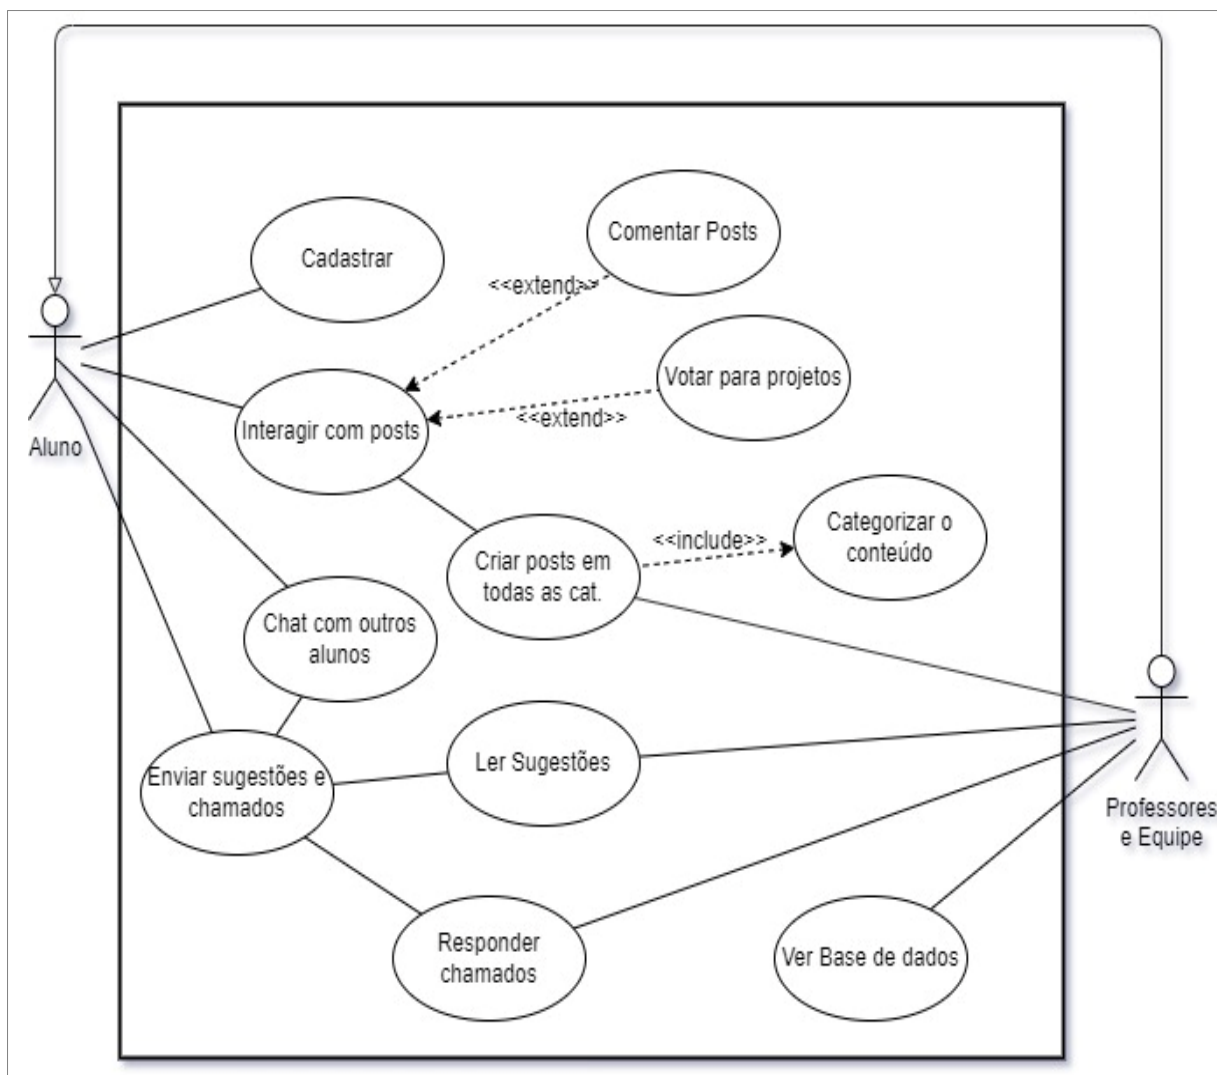 Comentar Posts
Cadastrar
<<extend>>
Votar para projetos
<<extend>>
Interagir com posts
Aluno
Categorizar o
conteúdo
<<include>>
Criar posts em
todas as cat.
Chat com outros
alunos
Ler Sugestões
Enviar sugestões e
chamados
Professores
e Equipe
Responder
chamados
Ver Base de dados